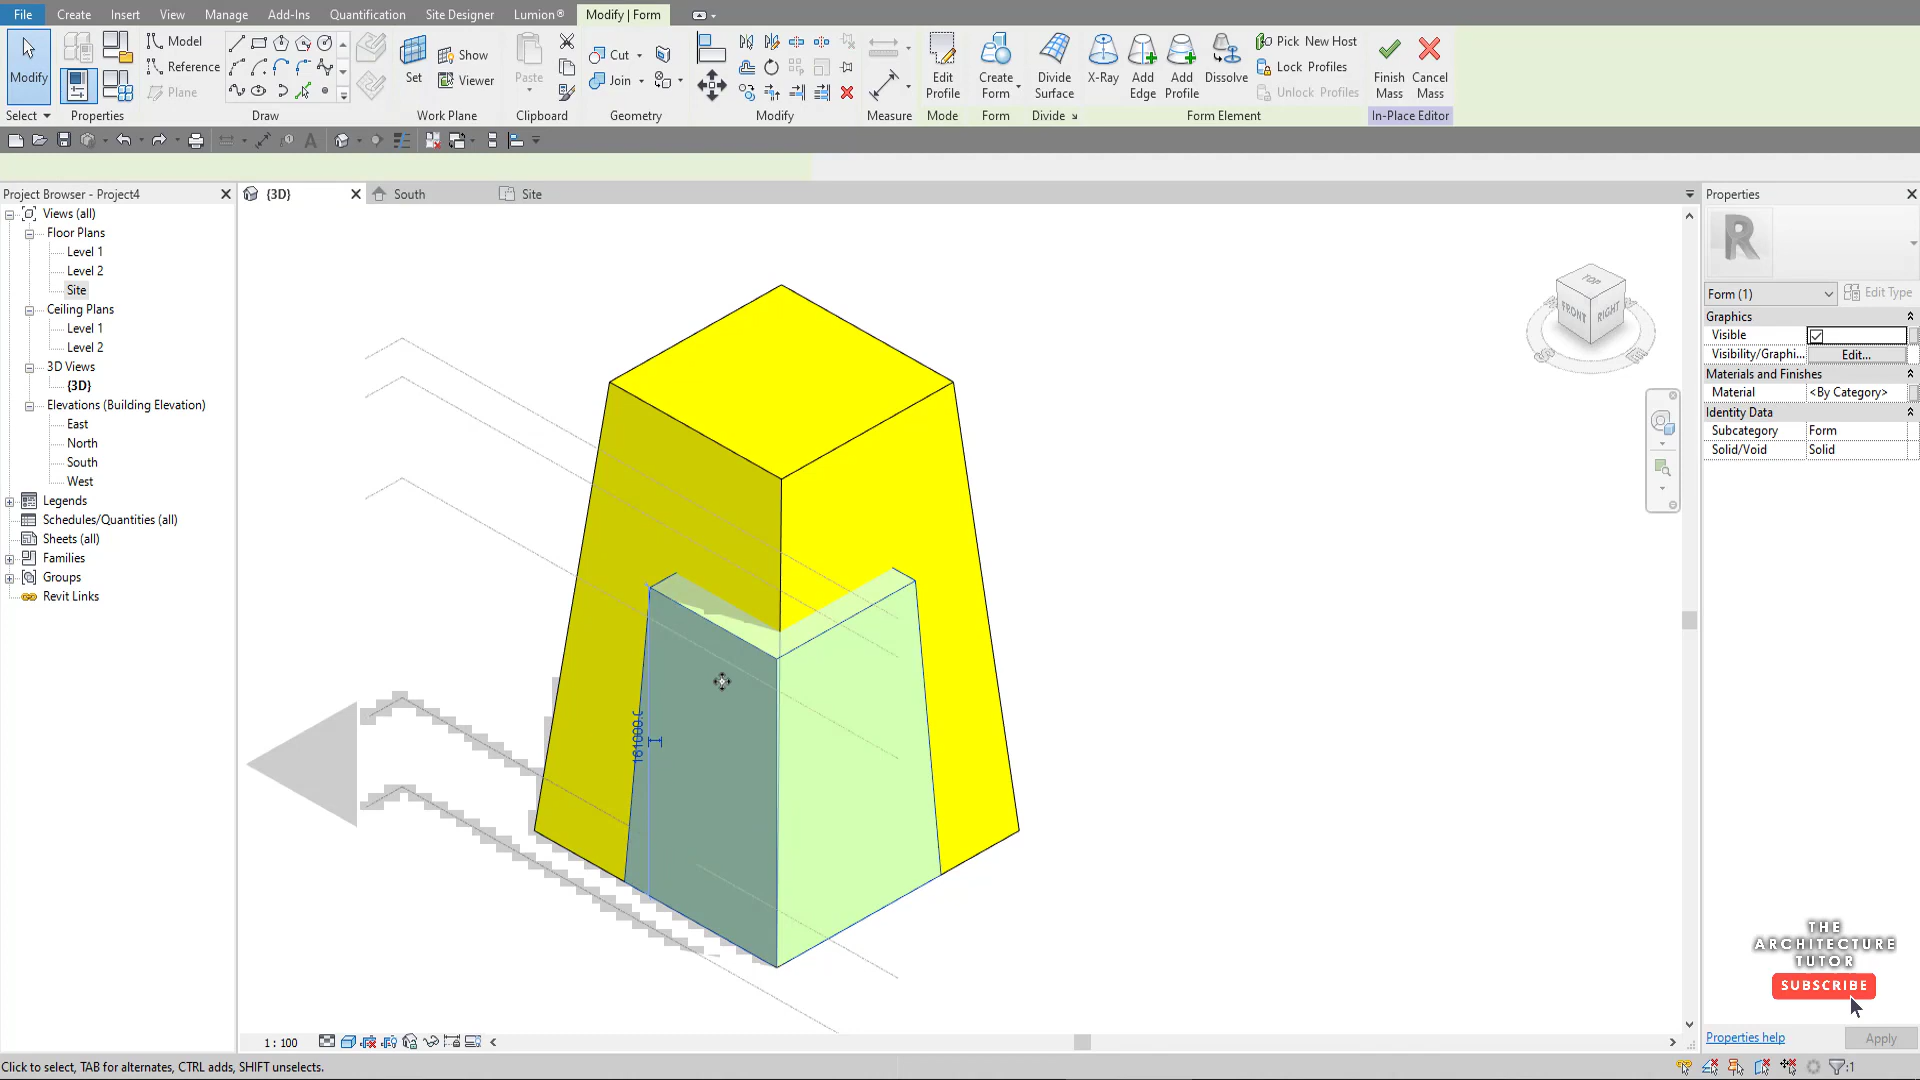 File Create Insert View Manage Add-Ins Quantification Site Designer Lumion® Modify | Form
Modify
Select
Properties
Model
Reference
Plane
Draw
Set
Show
Viewer
Work Plane
Paste
Clipboard
Cut
Join
Geometry
Modify
Measure
Edit Profile
Mode
Create Form
Form
Divide Surface
Divide
X-Ray
Add Edge
Add Profile
Dissolve
Pick New Host
Lock Profiles
Unlock Profiles
Form Element
Finish Mass
Cancel Mass
In-Place Editor
Project Browser - Project4
Views (all)
Floor Plans
Level 1
Level 2
Site
Ceiling Plans
Level 1
Level 2
3D Views
{3D}
Elevations (Building Elevation)
East
North
South
West
Legends
Schedules/Quantities (all)
Sheets (all)
Families
Groups
Revit Links
{3D}
South
Site
TOP
FRONT
RIGHT
Properties
R
Form (1)
Edit Type
Graphics
Visible
Visibility/Graphi... Edit...
Materials and Finishes
Material <By Category>
Identity Data
Subcategory Form
Solid/Void Solid
THE
ARCHITECTURE
TUTOR
SUBSCRIBE
Properties help
Apply
1 : 100
Click to select, TAB for alternates, CTRL adds, SHIFT unselects.
:1